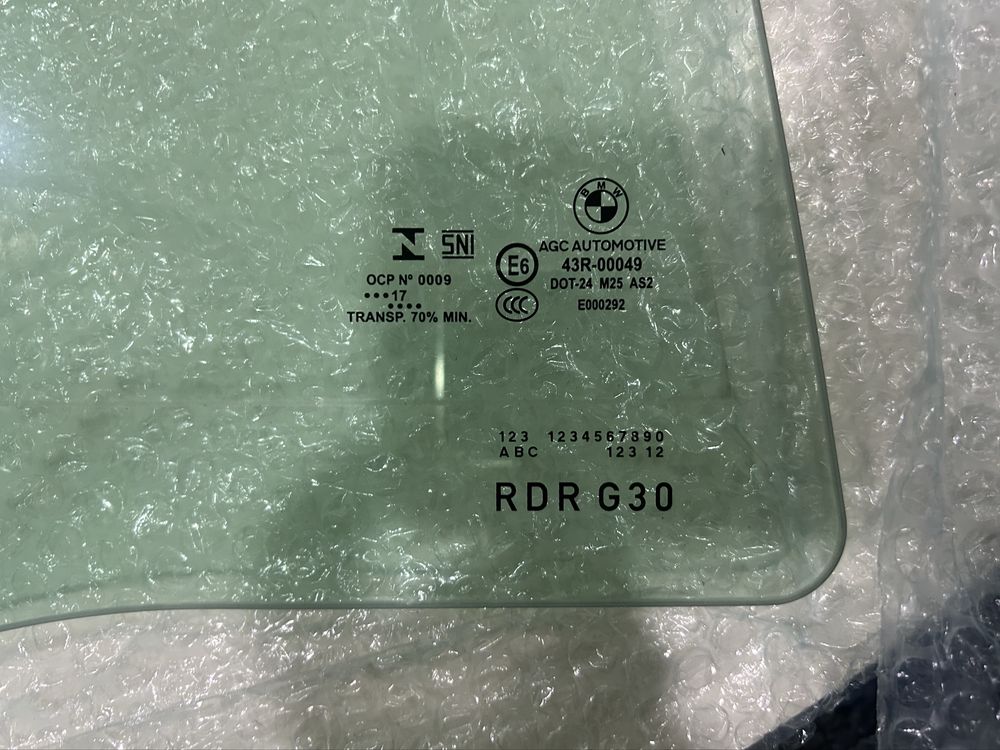 BMW
SNI
AGC AUTOMOTIVE
E6
43R-00049
OCP Nº 0009
DOT-24 M25 AS2
•••17
••••
CCC
E000292
TRANSP. 70% MIN.
123 1234567890
ABC 123 12
RDR G30